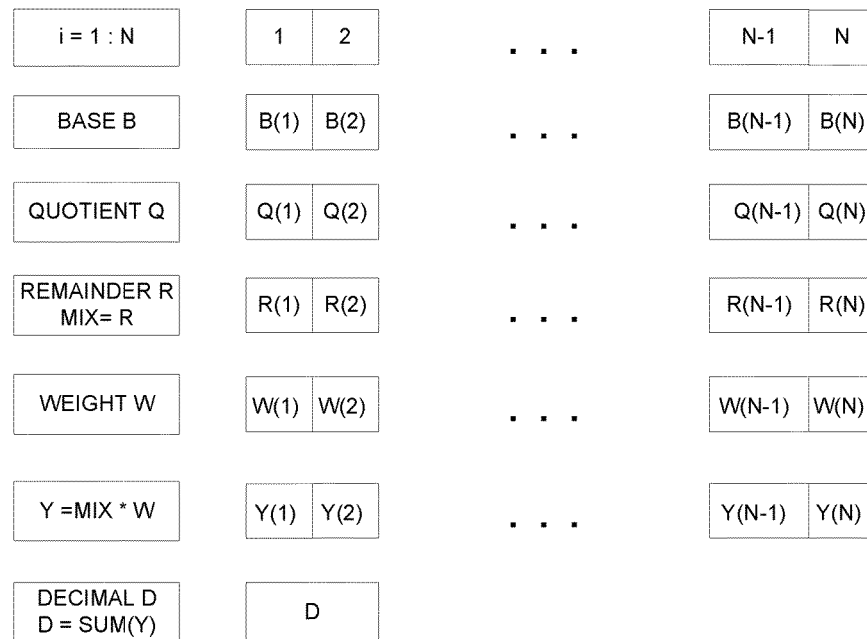 i = 1 : N 1 2 . . . N-1 N
BASE B B(1) B(2) . . . B(N-1) B(N)
QUOTIENT Q Q(1) Q(2) . . . Q(N-1) Q(N)
REMAINDER R
MIX= R R(1) R(2) . . . R(N-1) R(N)
WEIGHT W W(1) W(2) . . . W(N-1) W(N)
Y =MIX * W Y(1) Y(2) . . . Y(N-1) Y(N)
DECIMAL D
D = SUM(Y) D